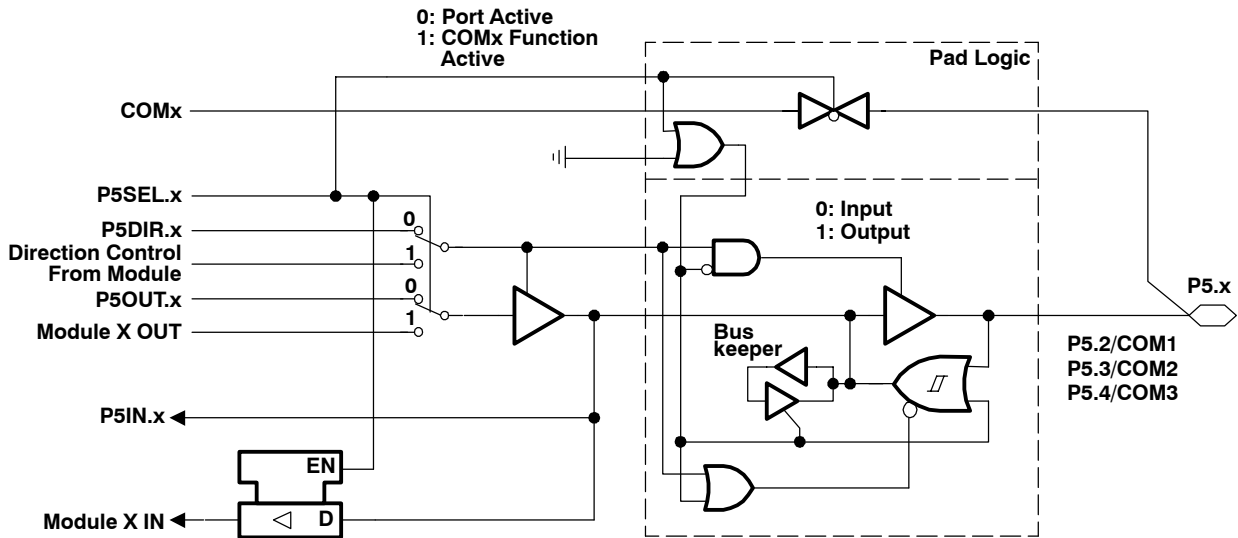 0: Port Active
1: COMx Function
Active
Pad Logic
COMx
P5SEL.x
P5DIR.x
0
Direction Control
From Module
1
P5OUT.x
0
Module X OUT
1
0: Input
1: Output
P5.x
Bus
keeper
P5.2/COM1
P5.3/COM2
P5.4/COM3
P5IN.x
EN
D
Module X IN